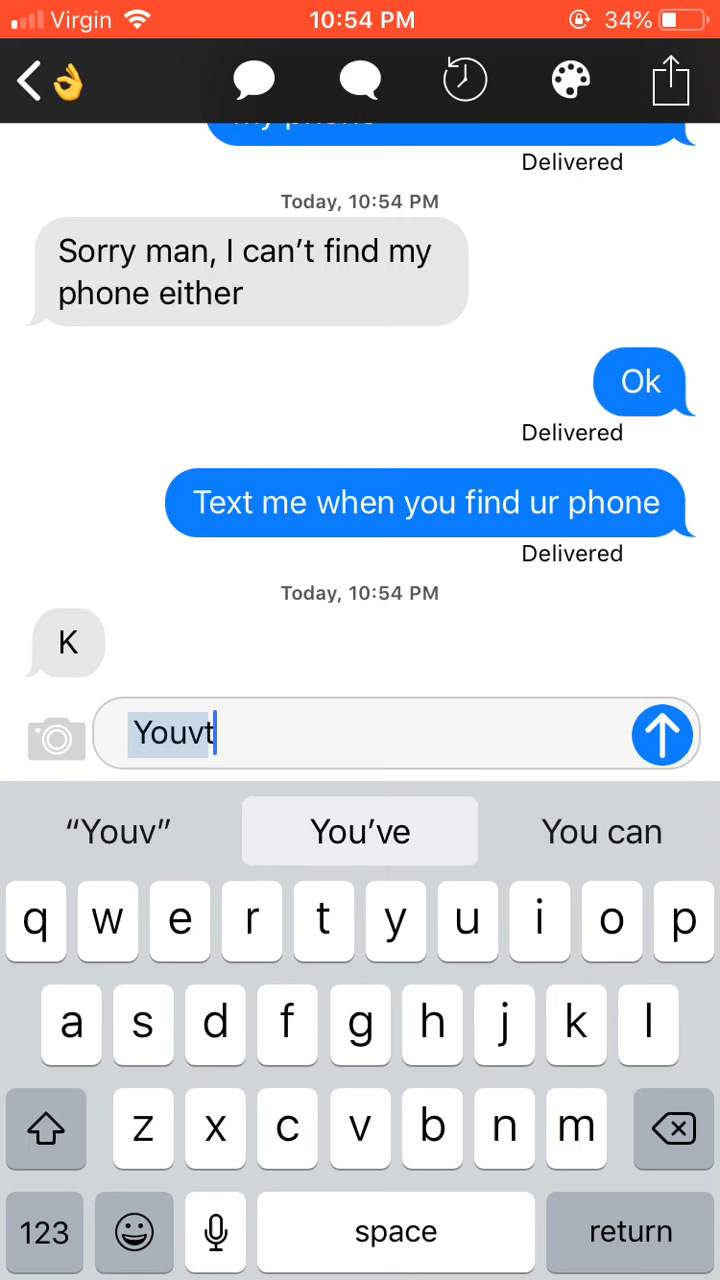 Virgin 10:54 PM 34%
my phone
Delivered
Today, 10:54 PM
Sorry man, I can’t find my
phone either
Ok
Delivered
Text me when you find ur phone
Delivered
Today, 10:54 PM
K
Youvt
“Youv” You’ve You can
q w e r t y u i o p
a s d f g h j k l
z x c v b n m
123 space return